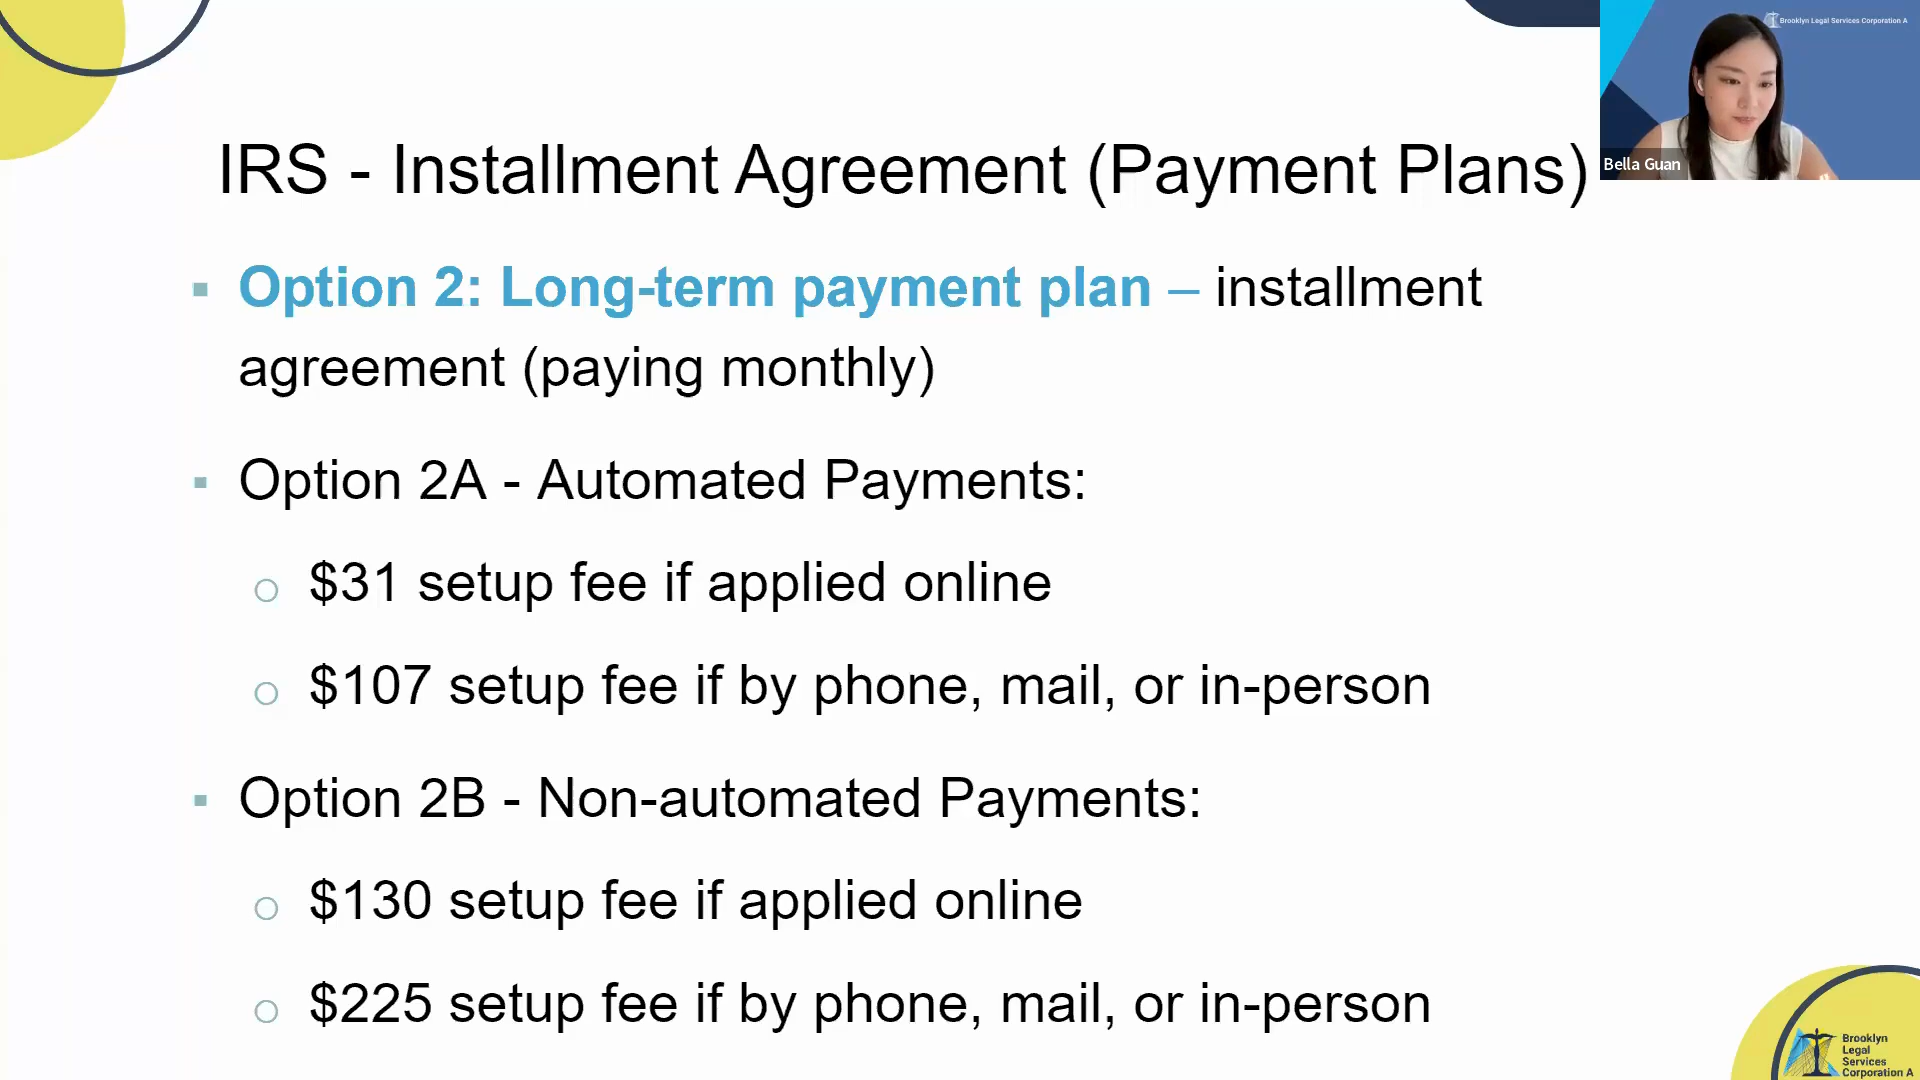 Brooklyn Legal Services Corporation A
Bella Guan
IRS - Installment Agreement (Payment Plans)
▪ Option 2: Long-term payment plan – installment
agreement (paying monthly)
▪ Option 2A - Automated Payments:
o $31 setup fee if applied online
o $107 setup fee if by phone, mail, or in-person
▪ Option 2B - Non-automated Payments:
o $130 setup fee if applied online
o $225 setup fee if by phone, mail, or in-person
Brooklyn
Legal
Services
Corporation A